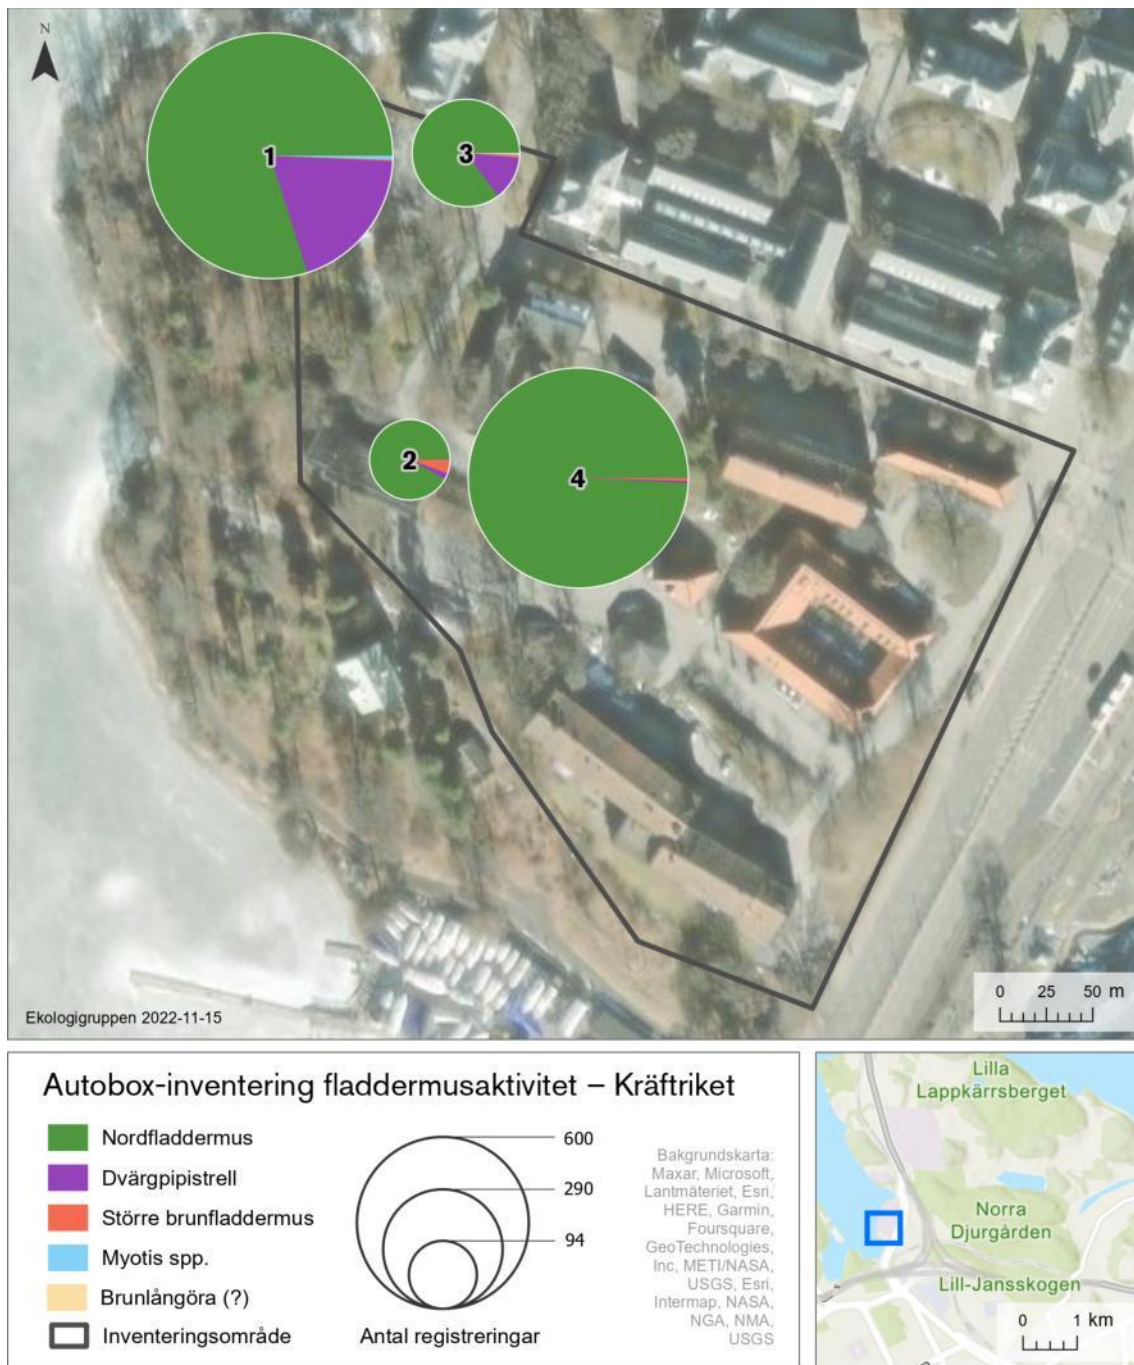 N
1
3
2
4
0 25 50 m
Ekologigruppen 2022-11-15
Autobox-inventering fladdermusaktivitet – Kräftriket
Nordfladdermus
Dvärgpipistrell
Större brunfladdermus
Myotis spp.
Brunlångöra (?)
Inventeringsområde
600
290
94
Antal registreringar
Bakgrundskarta:
Maxar, Microsoft,
Lantmäteriet, Esri,
HERE, Garmin,
Foursquare,
GeoTechnologies,
Inc, METI/NASA,
USGS, Esri,
Intermap, NASA,
NGA, NMA,
USGS
Lilla
Lappkärrsberget
Norra
Djurgården
Lill-Jansskogen
0 1 km